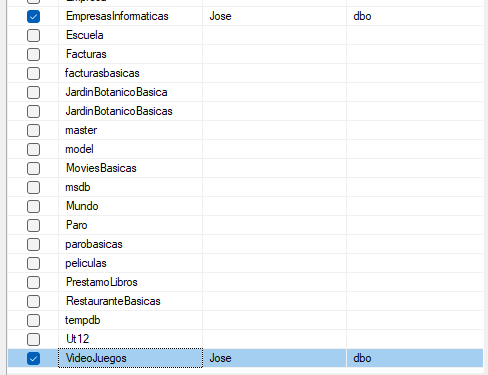 EmpresasInformaticas Jose dbo
Escuela
Facturas
facturasbasicas
JardinBotanicoBasica
JardinBotanicoBasicas
master
model
MoviesBasicas
msdb
Mundo
Paro
parobasicas
peliculas
PrestamoLibros
RestauranteBasicas
tempdb
Ut12
VideoJuegos Jose dbo